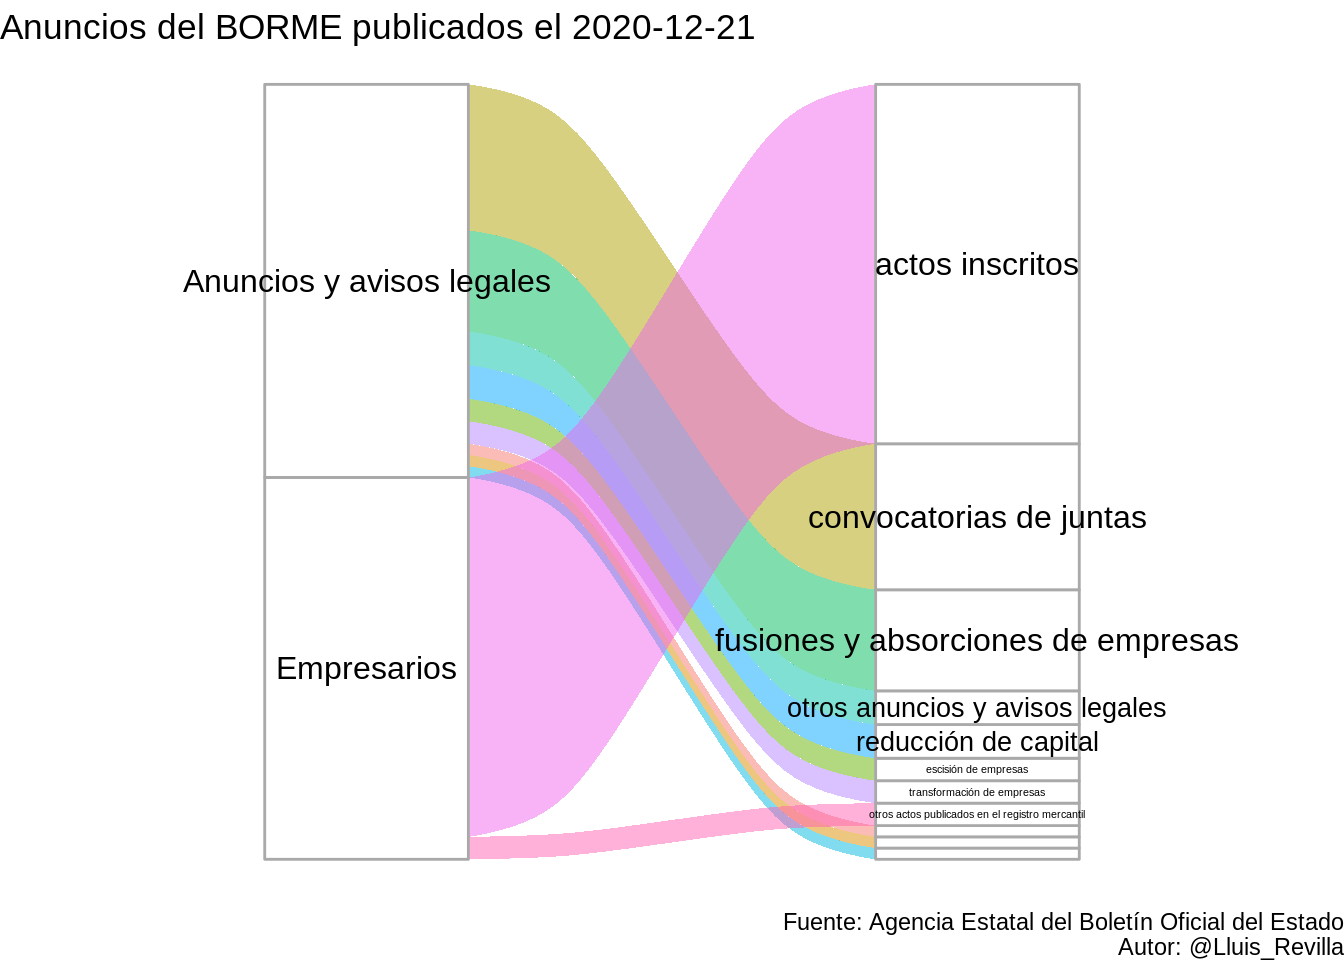 Anuncios del BORME publicados el 2020-12-21
Anuncios y avisos legales
Empresarios
actos inscritos
convocatorias de juntas
fusiones y absorciones de empresas
otros anuncios y avisos legales
reducción de capital
escisión de empresas
transformación de empresas
otros actos publicados en el registro mercantil
Fuente: Agencia Estatal del Boletín Oficial del Estado
Autor: @Lluis_Revilla